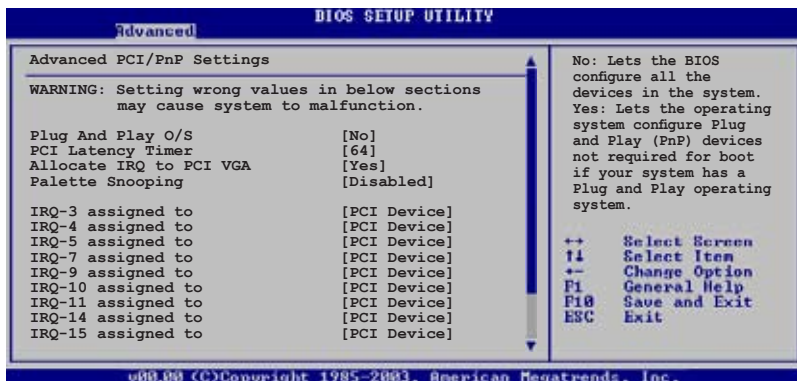 BIOS SETUP UTILITY
Advanced
Advanced PCI/PnP Settings
WARNING: Setting wrong values in below sections
may cause system to malfunction.
Plug And Play O/S [No]
PCI Latency Timer [64]
Allocate IRQ to PCI VGA [Yes]
Palette Snooping [Disabled]
IRQ-3 assigned to [PCI Device]
IRQ-4 assigned to [PCI Device]
IRQ-5 assigned to [PCI Device]
IRQ-7 assigned to [PCI Device]
IRQ-9 assigned to [PCI Device]
IRQ-10 assigned to [PCI Device]
IRQ-11 assigned to [PCI Device]
IRQ-14 assigned to [PCI Device]
IRQ-15 assigned to [PCI Device]
No: Lets the BIOS
configure all the
devices in the system.
Yes: Lets the operating
system configure Plug
and Play (PnP) devices
not required for boot
if your system has a
Plug and Play operating
system.
↔ Select Screen
↑↓ Select Item
+- Change Option
F1 General Help
F10 Save and Exit
ESC Exit
v00.00 (C)Copyright 1985-2003, American Megatrends, Inc.